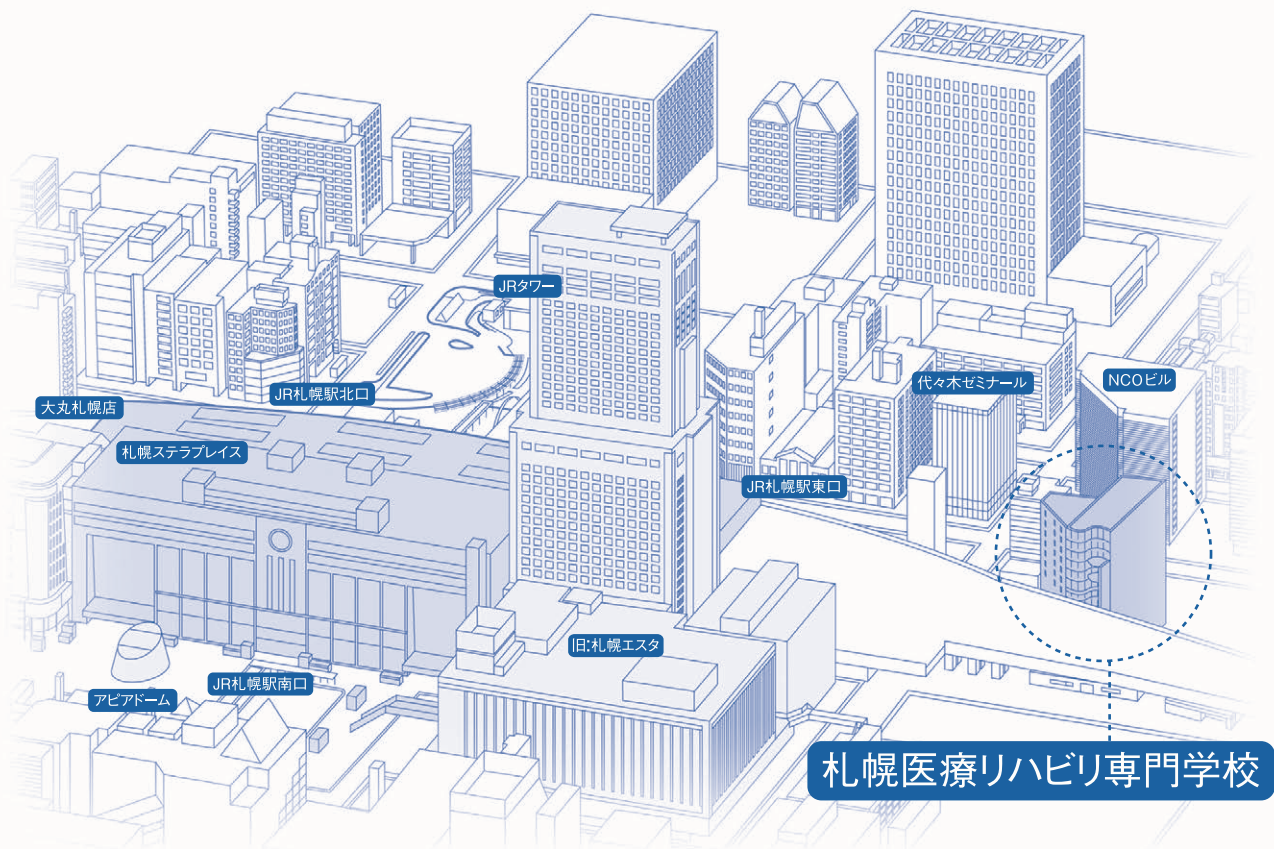 JRタワー
代々木ゼミナール
NCOビル
JR札幌駅北口
大丸札幌店
札幌ステラプレイス
JR札幌駅東口
旧:札幌エスタ
JR札幌駅南口
アピアドーム
札幌医療リハビリ専門学校